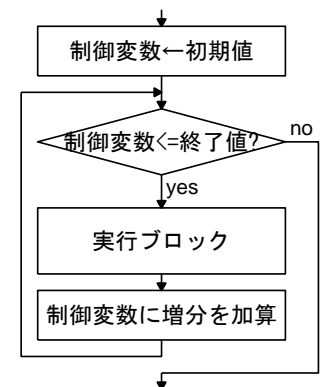 制御変数←初期値
制御変数<=終了値?
no
yes
実行ブロック
制御変数に増分を加算